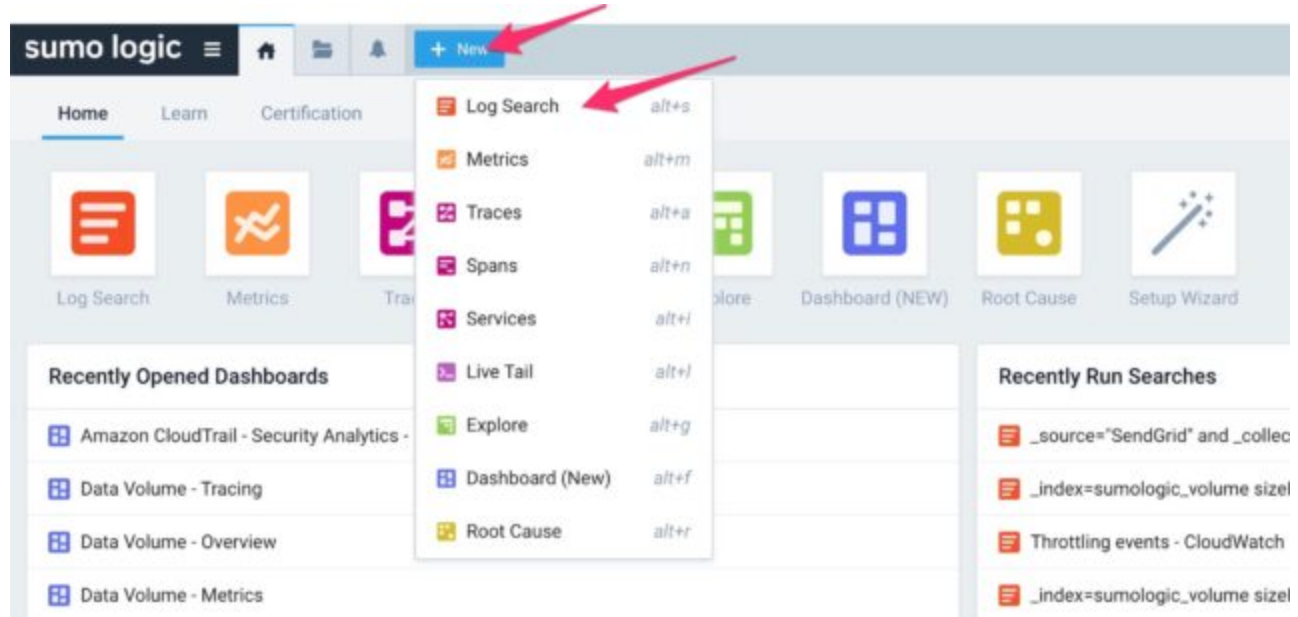 sumo logic
+ New
Home Learn Certification
Log Search alt+s
Metrics alt+m
Traces alt+a
Spans alt+n
Services alt+i
Live Tail alt+l
Explore alt+g
Dashboard (New) alt+f
Root Cause alt+r
Log Search Metrics Tra plore Dashboard (NEW) Root Cause Setup Wizard
Recently Opened Dashboards
Amazon CloudTrail - Security Analytics -
Data Volume - Tracing
Data Volume - Overview
Data Volume - Metrics
Recently Run Searches
_source="SendGrid" and _collec
_index=sumologic_volume sizel
Throttling events - CloudWatch
_index=sumologic_volume sizel